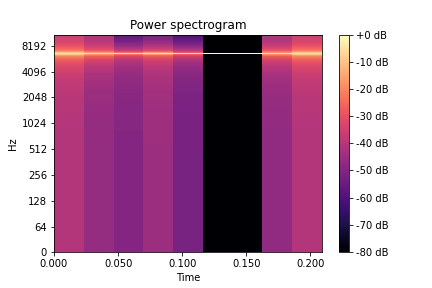 Power spectrogram
8192
4096
2048
1024
512
256
128
64
0
Hz
0.000 0.050 0.100 0.150 0.200
Time
+0 dB
-10 dB
-20 dB
-30 dB
-40 dB
-50 dB
-60 dB
-70 dB
-80 dB